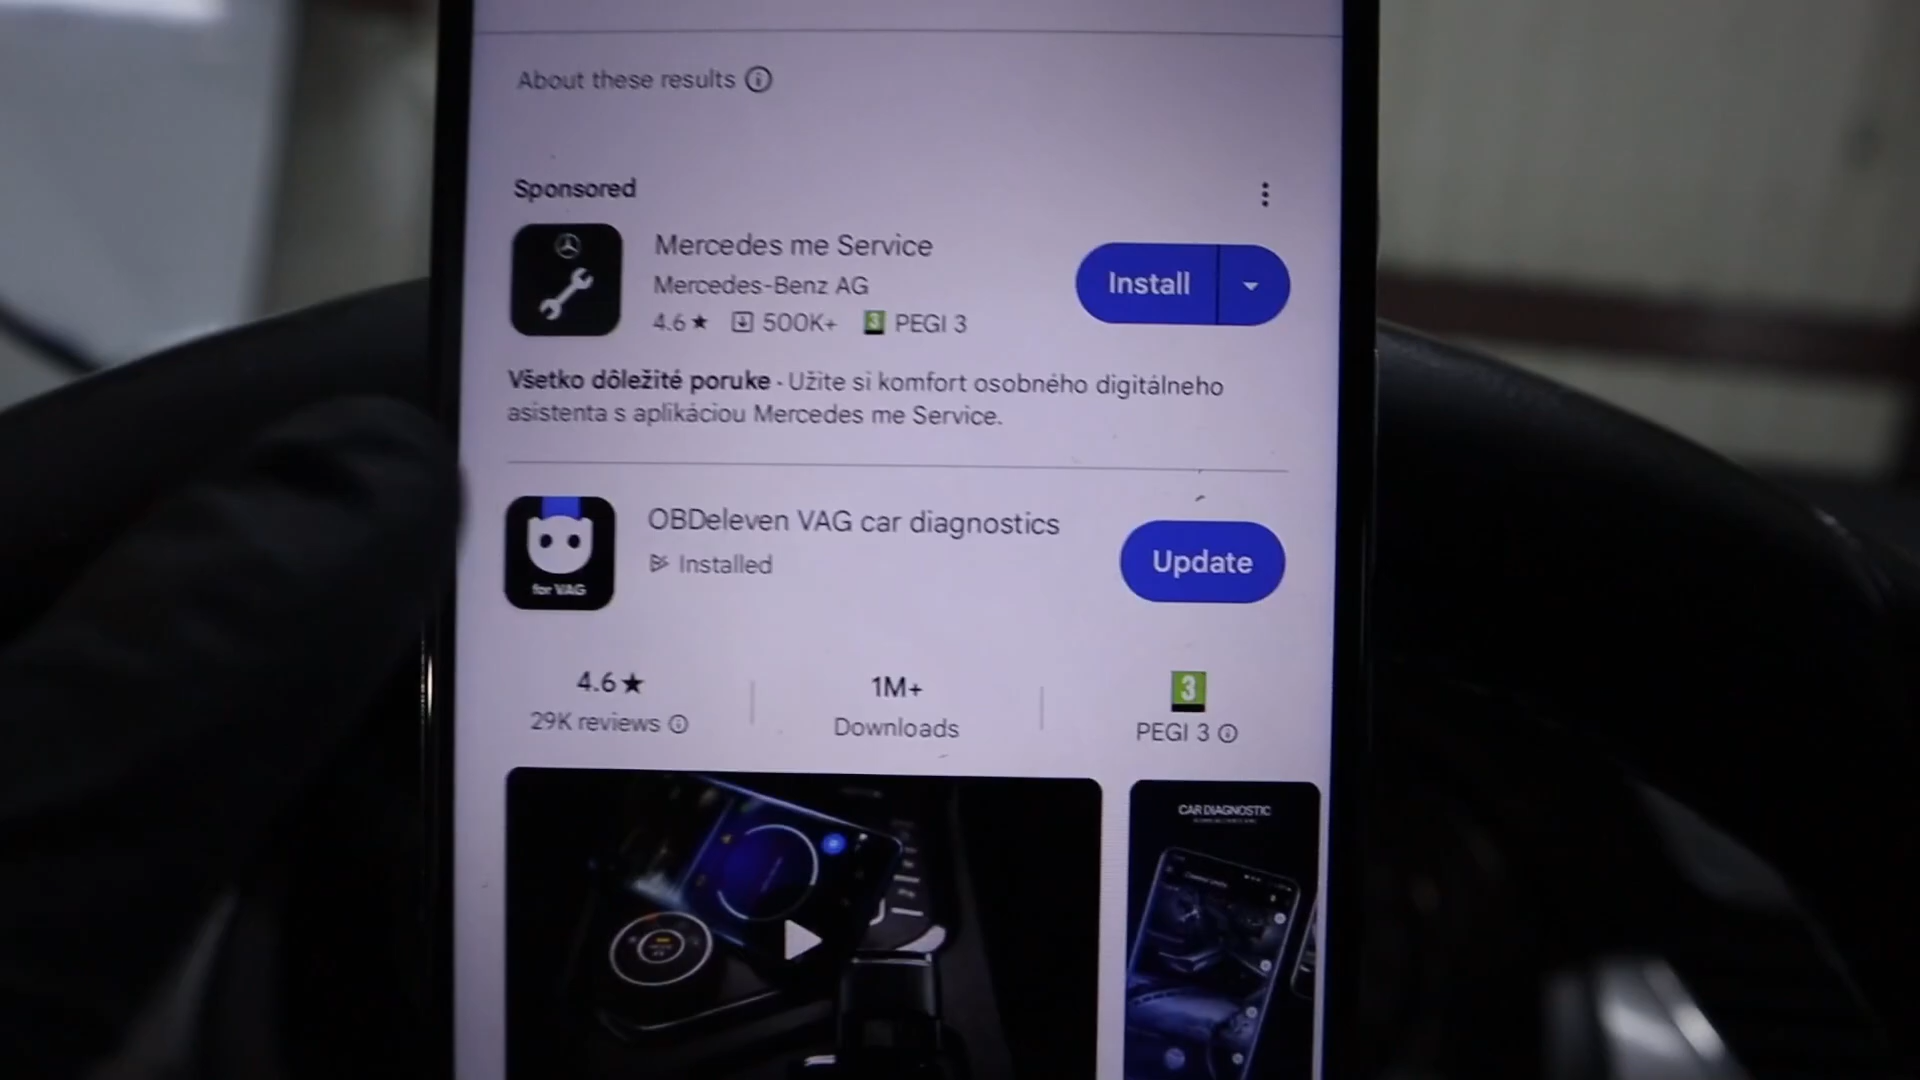 About these results
Sponsored
Mercedes me Service
Mercedes-Benz AG
4.6★ 500K+ 3 PEGI 3
Install
Všetko dôležité poruke - Užite si komfort osobného digitálneho
asistenta s aplikáciou Mercedes me Service.
for VAG
OBDeleven VAG car diagnostics
Installed
Update
4.6★
29K reviews
1M+
Downloads
3
PEGI 3
CAR DIAGNOSTIC